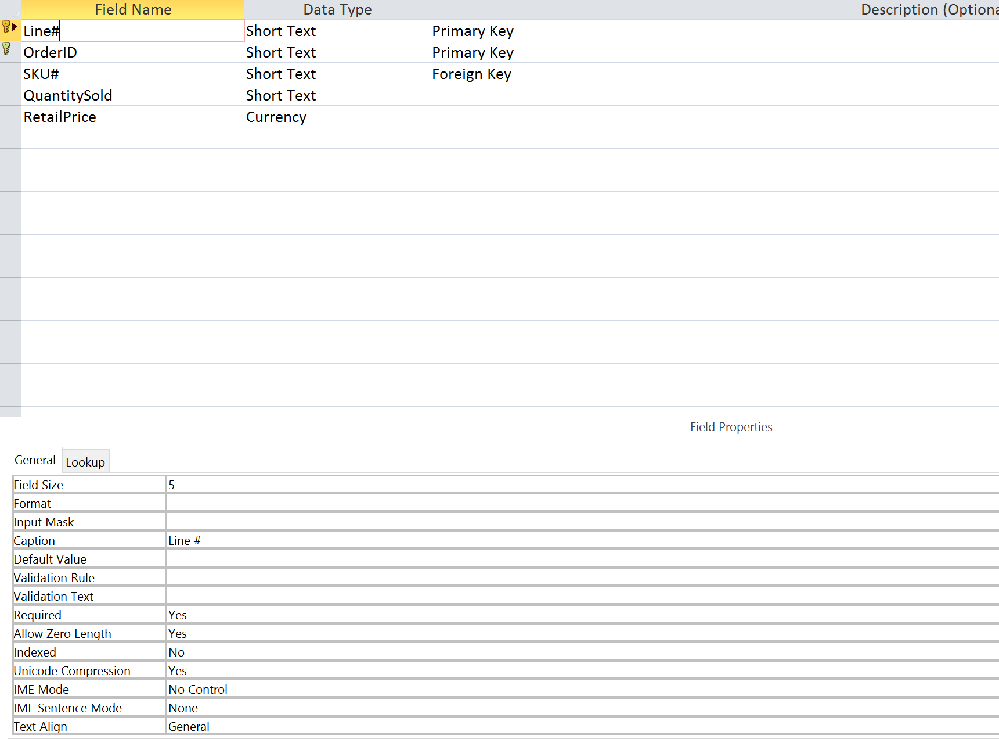 Field Name Data Type Description (Optiona
Line# Short Text Primary Key
OrderID Short Text Primary Key
SKU# Short Text Foreign Key
QuantitySold Short Text
RetailPrice Currency
Field Properties
General Lookup
Field Size 5
Format
Input Mask
Caption Line #
Default Value
Validation Rule
Validation Text
Required Yes
Allow Zero Length Yes
Indexed No
Unicode Compression Yes
IME Mode No Control
IME Sentence Mode None
Text Align General